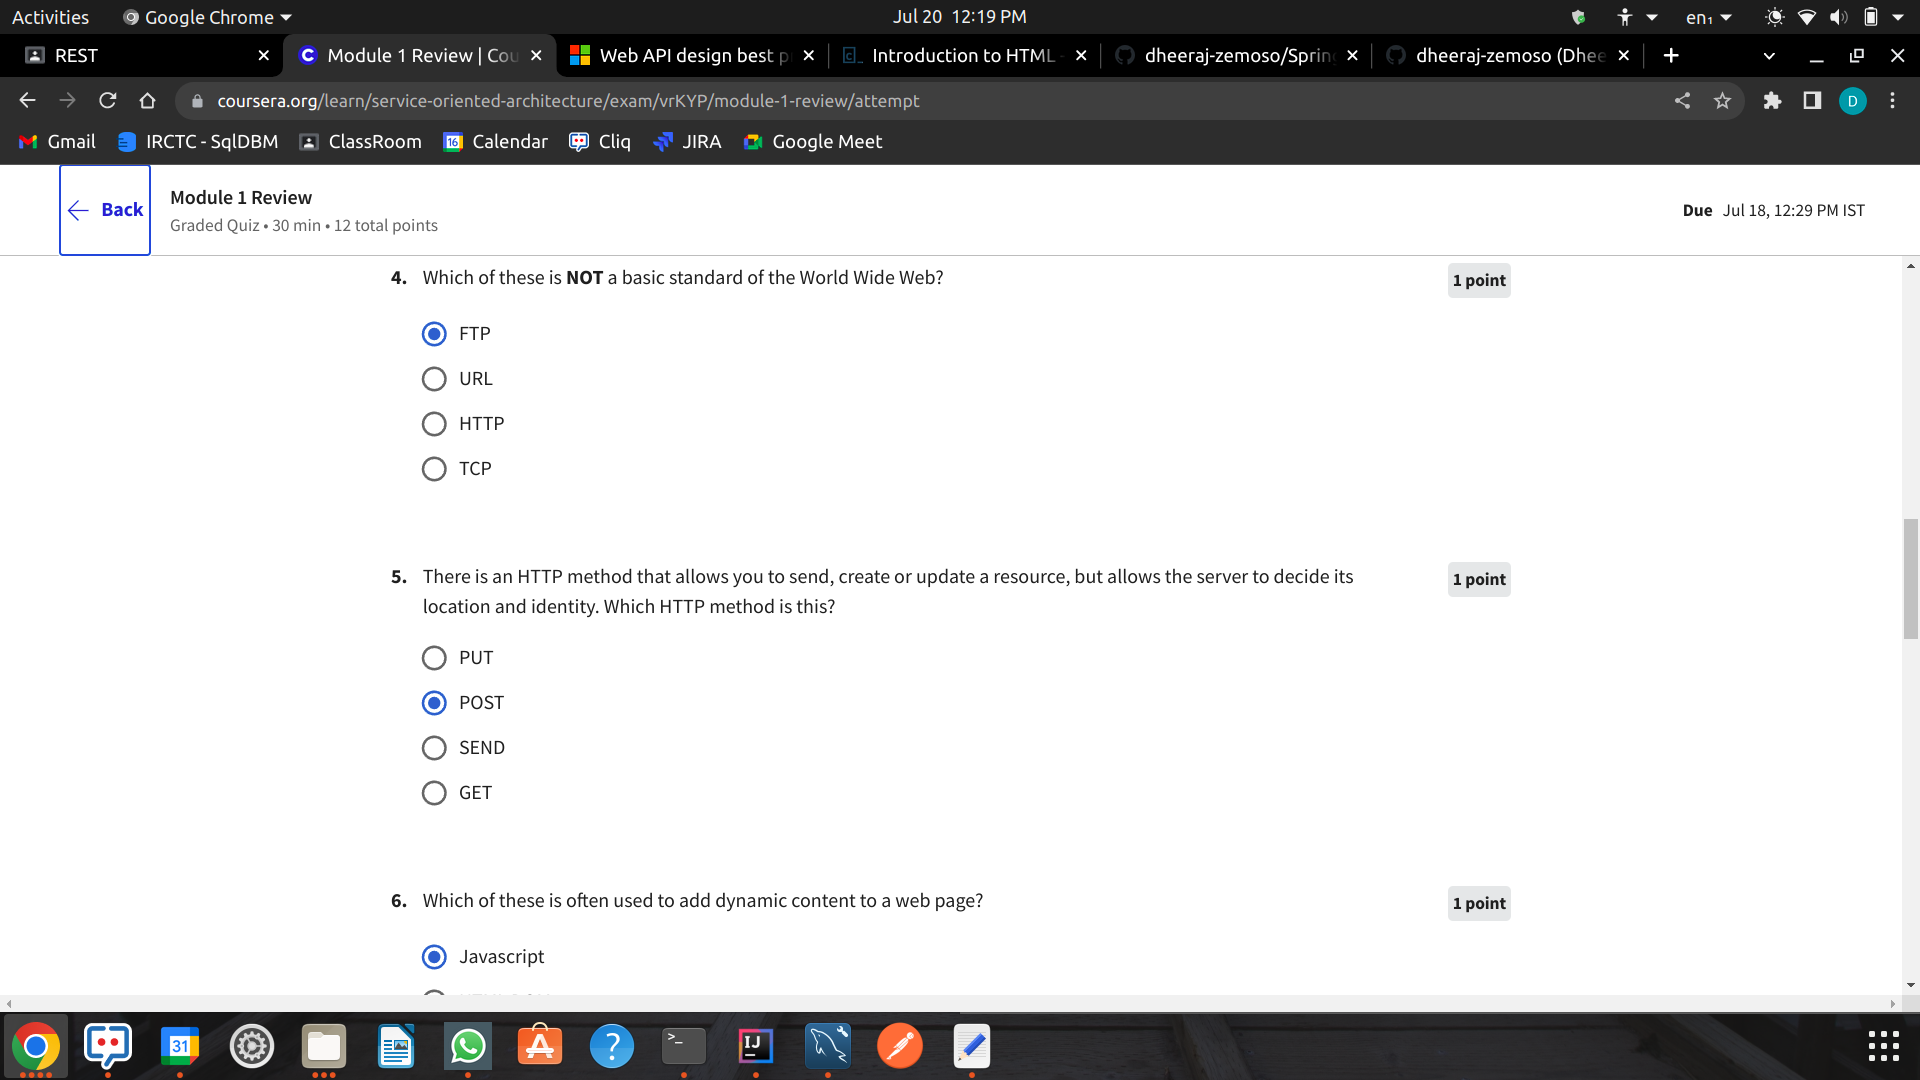 Activities
Google Chrome
Jul 20 12:19 PM
en₁
REST
Module 1 Review | Cou
Web API design best p
Introduction to HTML -
dheeraj-zemoso/Spring
dheeraj-zemoso (Dhee
coursera.org/learn/service-oriented-architecture/exam/vrKYP/module-1-review/attempt
D
Gmail
IRCTC - SqlDBM
ClassRoom
16
Calendar
Cliq
JIRA
Google Meet
Back
Module 1 Review
Graded Quiz • 30 min • 12 total points
Due Jul 18, 12:29 PM IST
4. Which of these is NOT a basic standard of the World Wide Web?
1 point
FTP
URL
HTTP
TCP
5. There is an HTTP method that allows you to send, create or update a resource, but allows the server to decide its
location and identity. Which HTTP method is this?
1 point
PUT
POST
SEND
GET
6. Which of these is often used to add dynamic content to a web page?
1 point
Javascript
31
>_
IJ